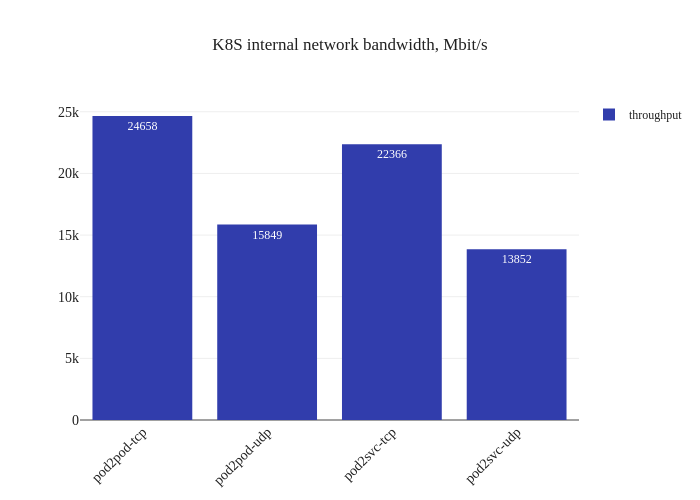 K8S internal network bandwidth, Mbit/s
throughput
25k
20k
15k
10k
5k
0
24658
15849
22366
13852
pod2pod-tcp
pod2pod-udp
pod2svc-tcp
pod2svc-udp